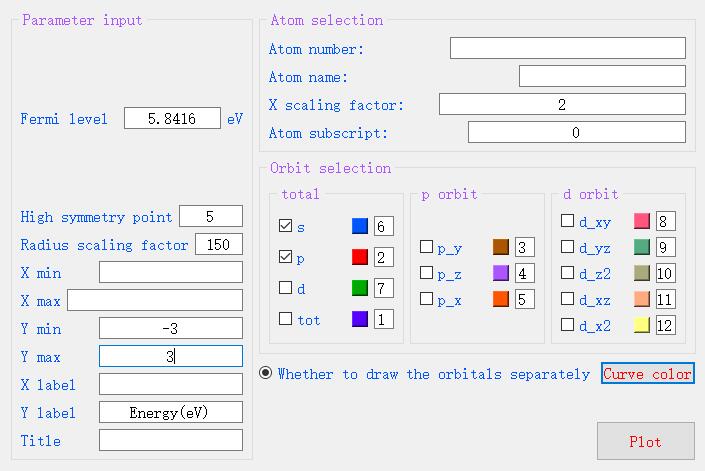 Parameter input
Fermi level 5.8416 eV
High symmetry point 5
Radius scaling factor 150
X min
X max
Y min -3
Y max 3
X label
Y label Energy(eV)
Title
Atom selection
Atom number:
Atom name:
X scaling factor: 2
Atom subscript: 0
Orbit selection
total
s 6
p 2
d 7
tot 1
p orbit
p_y 3
p_z 4
p_x 5
d orbit
d_xy 8
d_yz 9
d_z2 10
d_xz 11
d_x2 12
Whether to draw the orbitals separately
Curve color
Plot